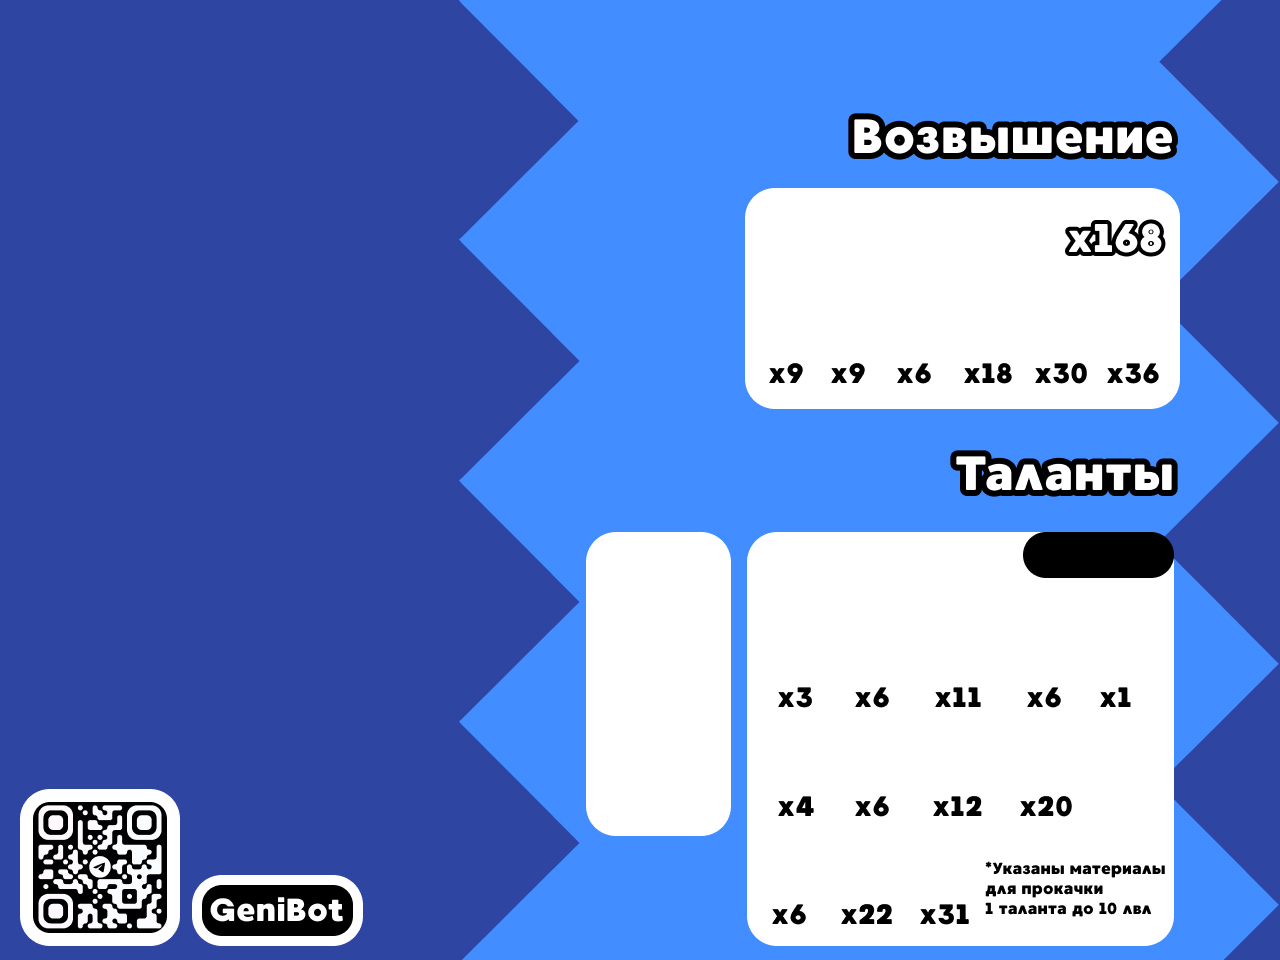 Возвышение
x168
x9 x9 x6 x18 x30 x36
Таланты
x3 x6 x11 x6 x1
x4 x6 x12 x20
*Указаны материалы
для прокачки
1 таланта до 10 лвл
x6 x22 x31
GeniBot